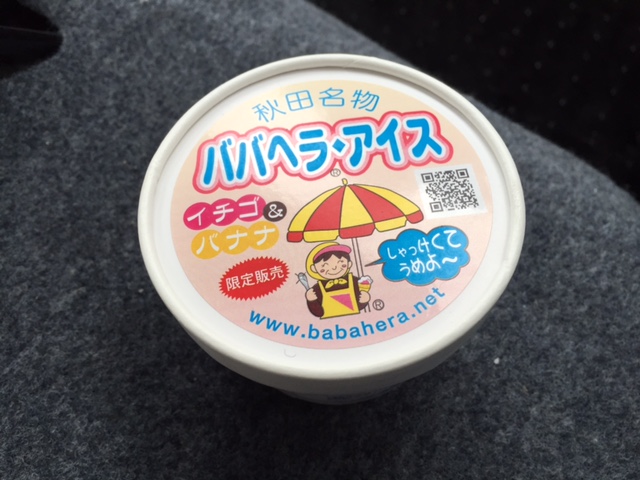 秋田名物
ババヘラ・アイス
®
イチゴ&
バナナ
限定販売
しゃっけくて
うめよ～
®
www.babahera.net